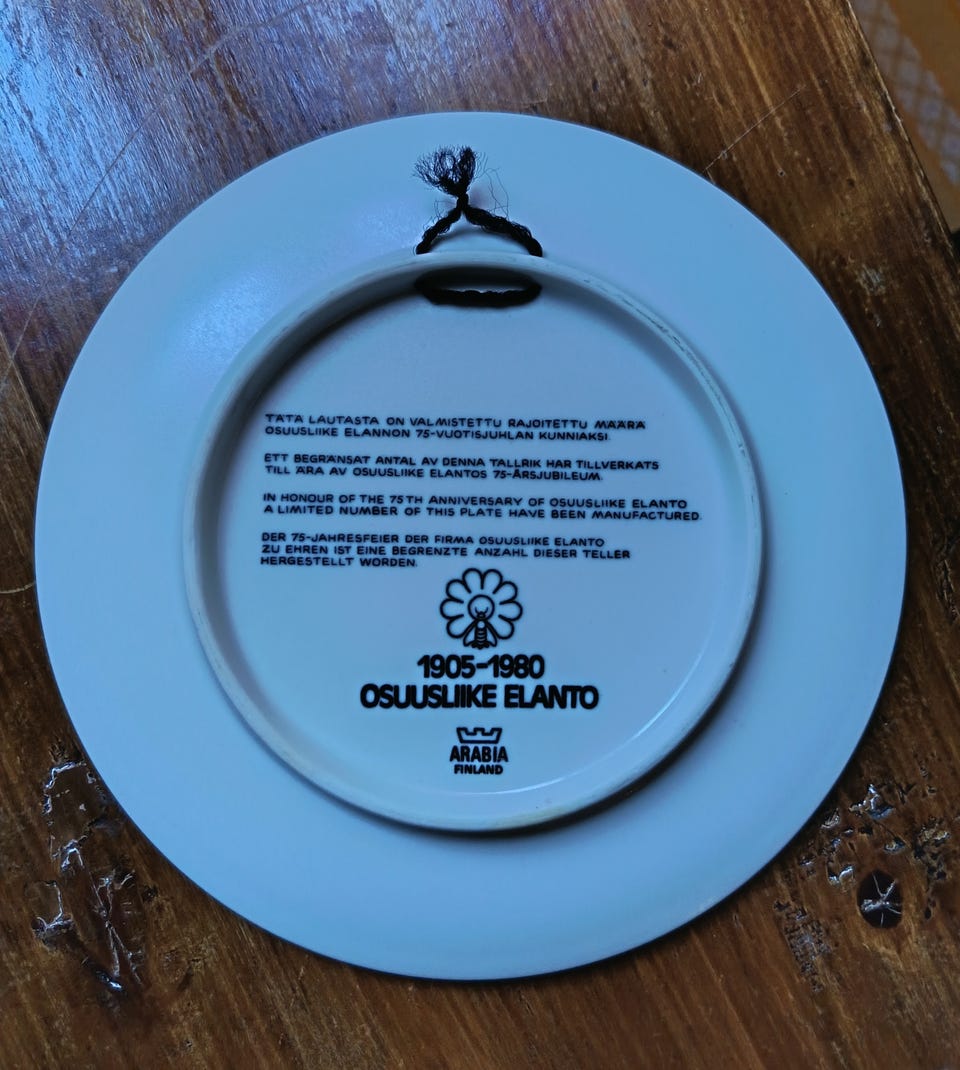 TÄTÄ LAUTASTA ON VALMISTETTU RAJOITETTU MÄÄRÄ
OSUUSLIIKE ELANNON 75-VUOTISJUHLAN KUNNIAKSI.
ETT BEGRÄNSAT ANTAL AV DENNA TALLRIK HAR TILLVERKATS
TILL ÄRA AV OSUUSLIIKE ELANTOS 75-ÅRSJUBILEUM.
IN HONOUR OF THE 75TH ANNIVERSARY OF OSUUSLIIKE ELANTO
A LIMITED NUMBER OF THIS PLATE HAVE BEEN MANUFACTURED.
DER 75-JAHRESFEIER DER FIRMA OSUUSLIIKE ELANTO
ZU EHREN IST EINE BEGRENZTE ANZAHL DIESER TELLER
HERGESTELLT WORDEN.
1905-1980
OSUUSLIIKE ELANTO
ARABIA
FINLAND